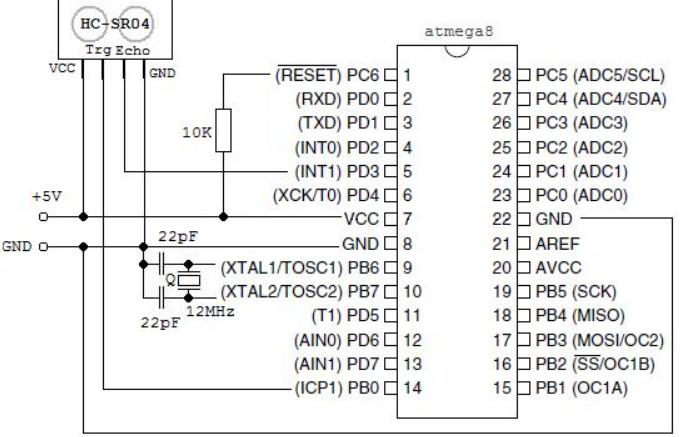 HC-SR04
Trg Echo
VCC
GND
atmega8
10K
+5V
GND
22pF
Q
12MHz
22pF
(RESET) PC6 1
(RXD) PD0 2
(TXD) PD1 3
(INT0) PD2 4
(INT1) PD3 5
(XCK/T0) PD4 6
VCC 7
GND 8
(XTAL1/TOSC1) PB6 9
(XTAL2/TOSC2) PB7 10
(T1) PD5 11
(AIN0) PD6 12
(AIN1) PD7 13
(ICP1) PB0 14
28 PC5 (ADC5/SCL)
27 PC4 (ADC4/SDA)
26 PC3 (ADC3)
25 PC2 (ADC2)
24 PC1 (ADC1)
23 PC0 (ADC0)
22 GND
21 AREF
20 AVCC
19 PB5 (SCK)
18 PB4 (MISO)
17 PB3 (MOSI/OC2)
16 PB2 (SS/OC1B)
15 PB1 (OC1A)